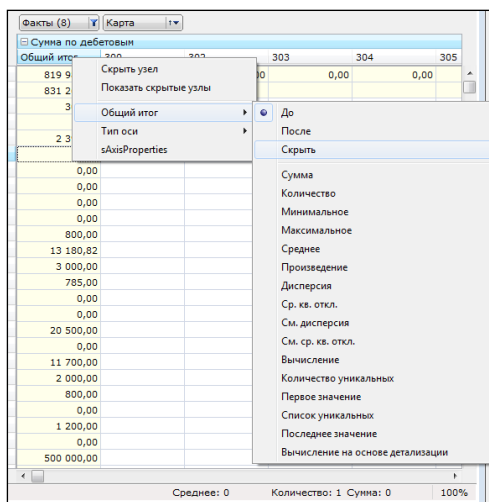 Факты (8) Карта
Сумма по дебетовым
Общий итог 300 302 303 304 305
Скрыть узел
Показать скрытые узлы
Общий итог
Тип оси
sAxisProperties
До
После
Скрыть
Сумма
Количество
Минимальное
Максимальное
Среднее
Произведение
Дисперсия
Ср. кв. откл.
См. дисперсия
См. ср. кв. откл.
Вычисление
Количество уникальных
Первое значение
Список уникальных
Последнее значение
Вычисление на основе детализации
819 9
831 2
3
2 3
0,00 0,00
0,00
0,00
0,00
0,00
800,00
13 180,82
3 000,00
785,00
0,00
0,00
20 500,00
0,00
11 700,00
2 000,00
800,00
0,00
1 200,00
0,00
500 000,00
Среднее: 0 Количество: 1 Сумма: 0 100%